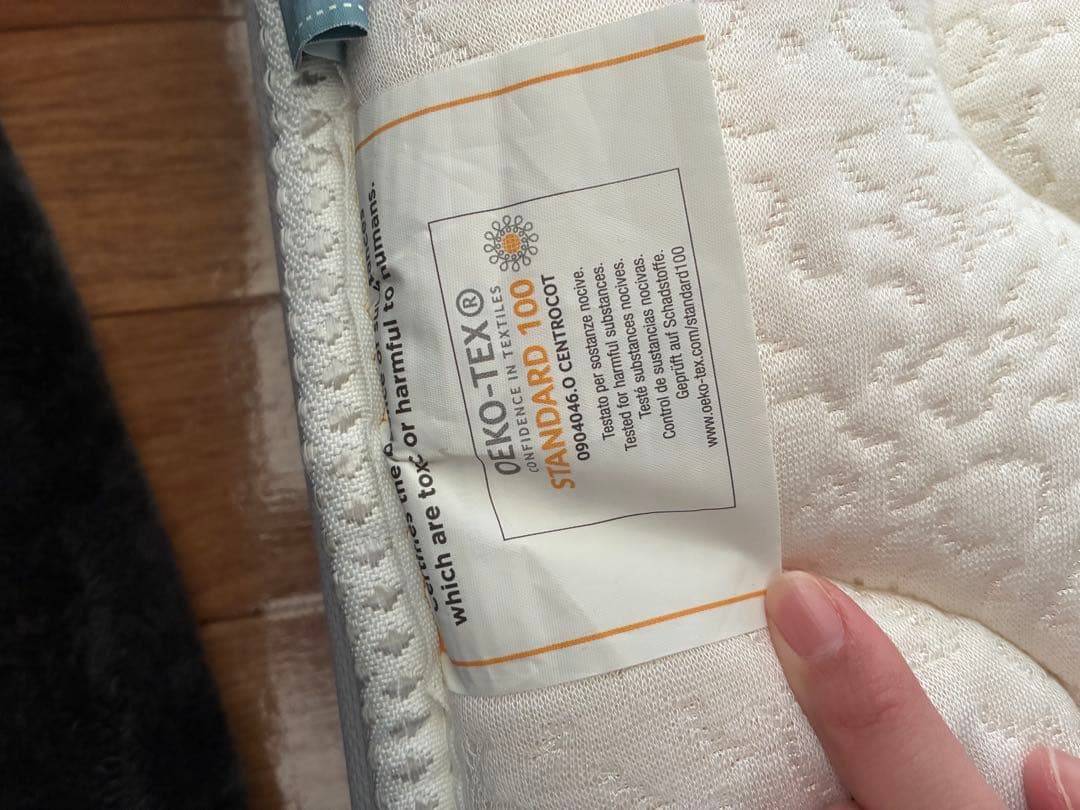 the
which are toxic or harmful to humans.
OEKO-TEX®
CONFIDENCE IN TEXTILES
STANDARD 100
0904046.O CENTROCOT
Testato per sostanze nocive.
Tested for harmful substances.
Testé substances nocives.
Control de sustancias nocivas.
Geprüft auf Schadstoffe.
www.oeko-tex.com/standard100